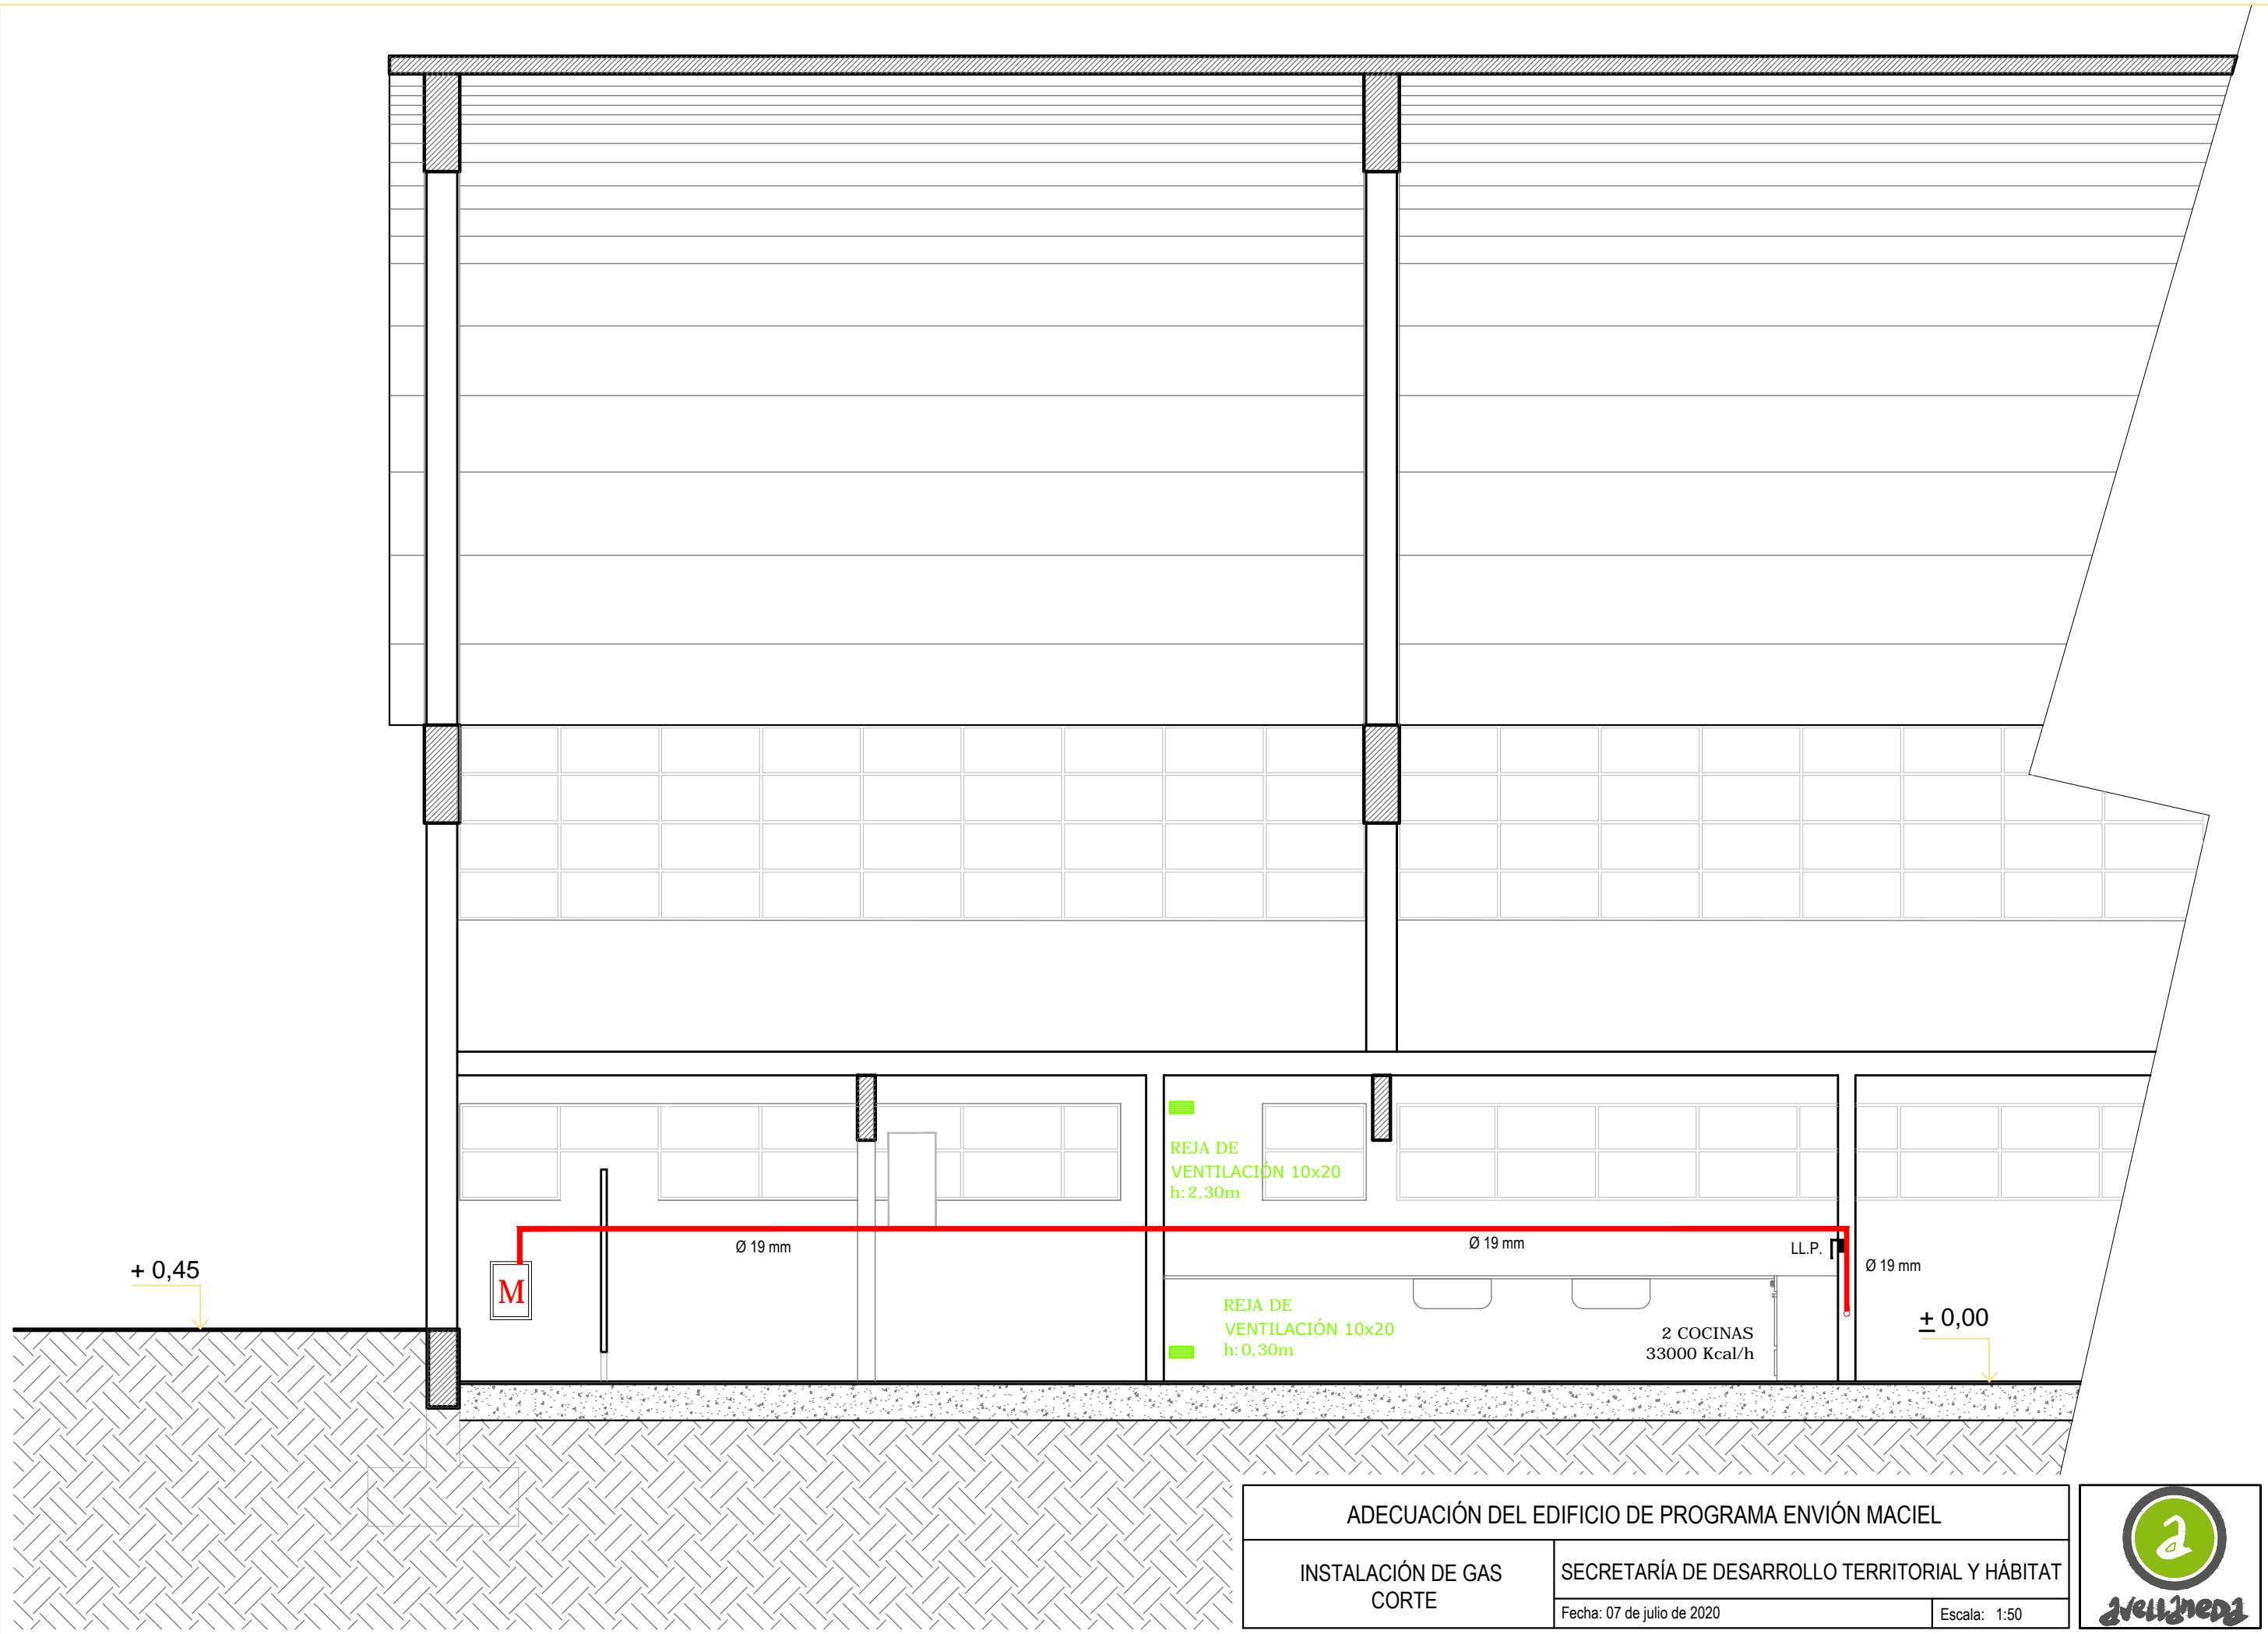 REJA DE
VENTILACIÓN 10x20
h:2,30m
Ø 19 mm
Ø 19 mm
LL.P.
Ø 19 mm
+ 0,45
M
REJA DE
VENTILACIÓN 10x20
h:0,30m
2 COCINAS
33000 Kcal/h
± 0,00
ADECUACIÓN DEL EDIFICIO DE PROGRAMA ENVIÓN MACIEL
INSTALACIÓN DE GAS
CORTE
SECRETARÍA DE DESARROLLO TERRITORIAL Y HÁBITAT
Fecha: 07 de julio de 2020
Escala: 1:50
a
avellaneda